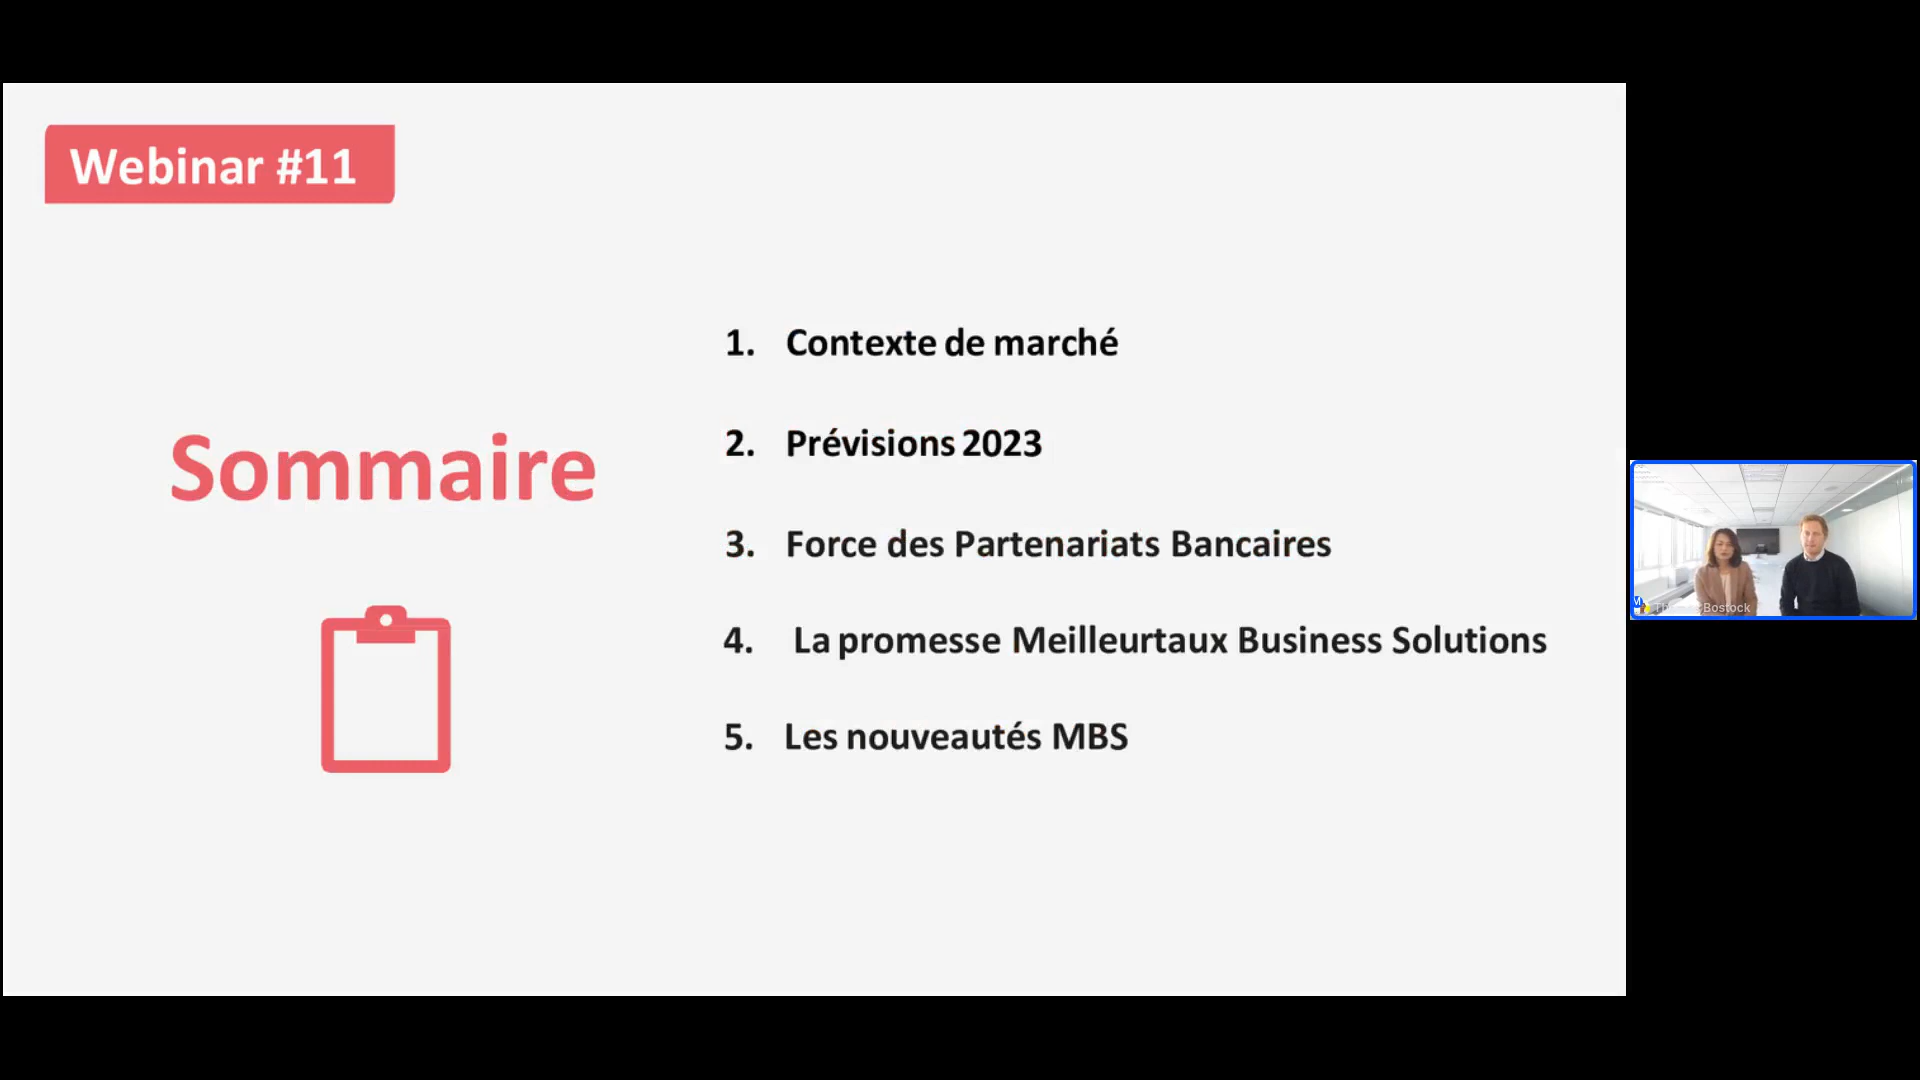 Webinar #11
Sommaire
1. Contexte de marché
2. Prévisions 2023
3. Force des Partenariats Bancaires
4. La promesse Meilleurtaux Business Solutions
5. Les nouveautés MBS
Bostock